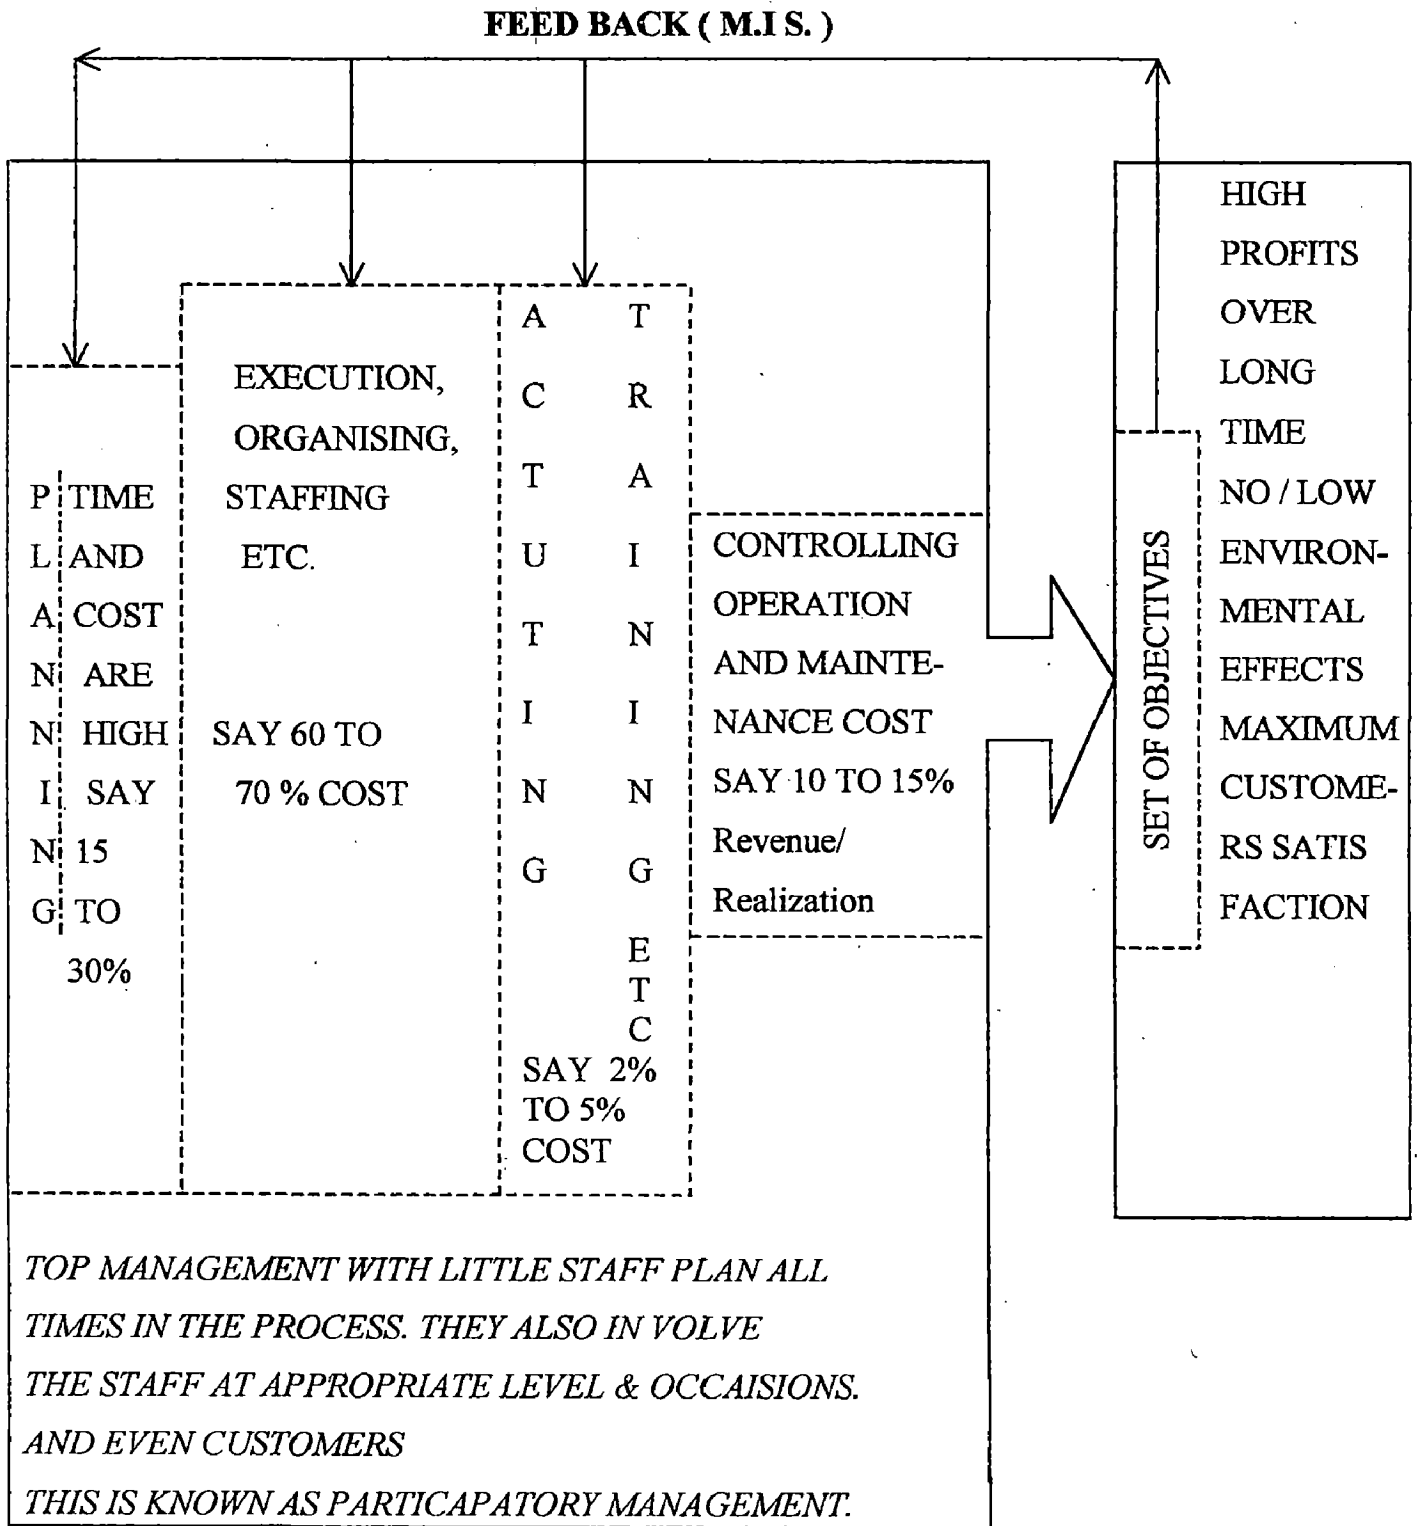 FEED BACK ( M.I S. )
PLANNING
TIME
AND
COST
ARE
HIGH
SAY
15
TO
30%
EXECUTION,
ORGANISING,
STAFFING
ETC.
SAY 60 TO
70 % COST
ACTUTING
TRAINING ETC
SAY 2%
TO 5%
COST
CONTROLLING
OPERATION
AND MAINTE-
NANCE COST
SAY 10 TO 15%
Revenue/
Realization
SET OF OBJECTIVES
HIGH
PROFITS
OVER
LONG
TIME
NO / LOW
ENVIRON-
MENTAL
EFFECTS
MAXIMUM
CUSTOME-
RS SATIS
FACTION
TOP MANAGEMENT WITH LITTLE STAFF PLAN ALL
TIMES IN THE PROCESS. THEY ALSO IN VOLVE
THE STAFF AT APPROPRIATE LEVEL & OCCAISIONS.
AND EVEN CUSTOMERS
THIS IS KNOWN AS PARTICAPATORY MANAGEMENT.